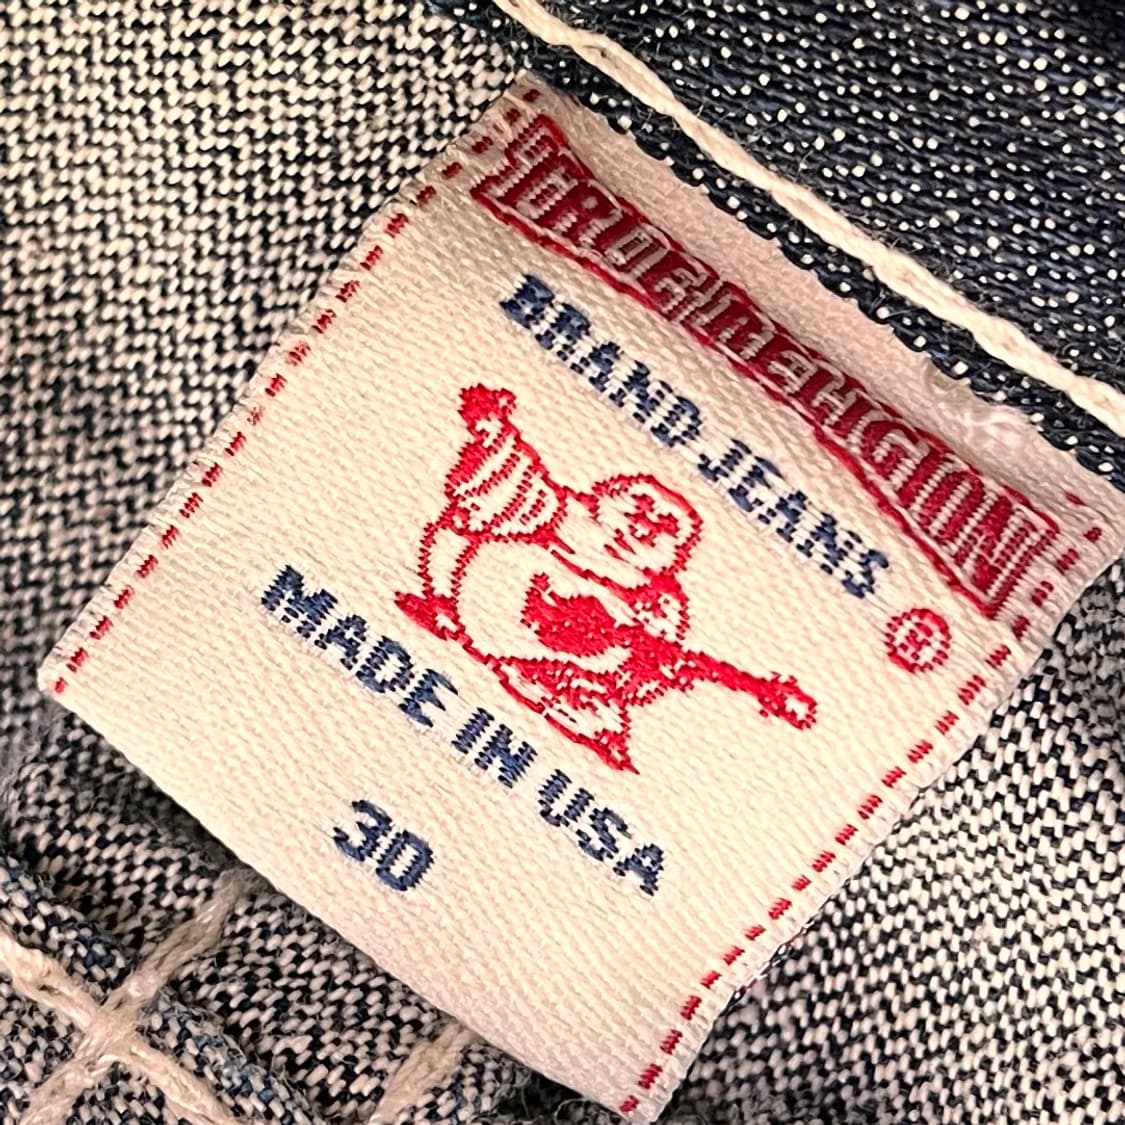 TRUE RELIGION
BRAND JEANS
®
MADE IN USA
30